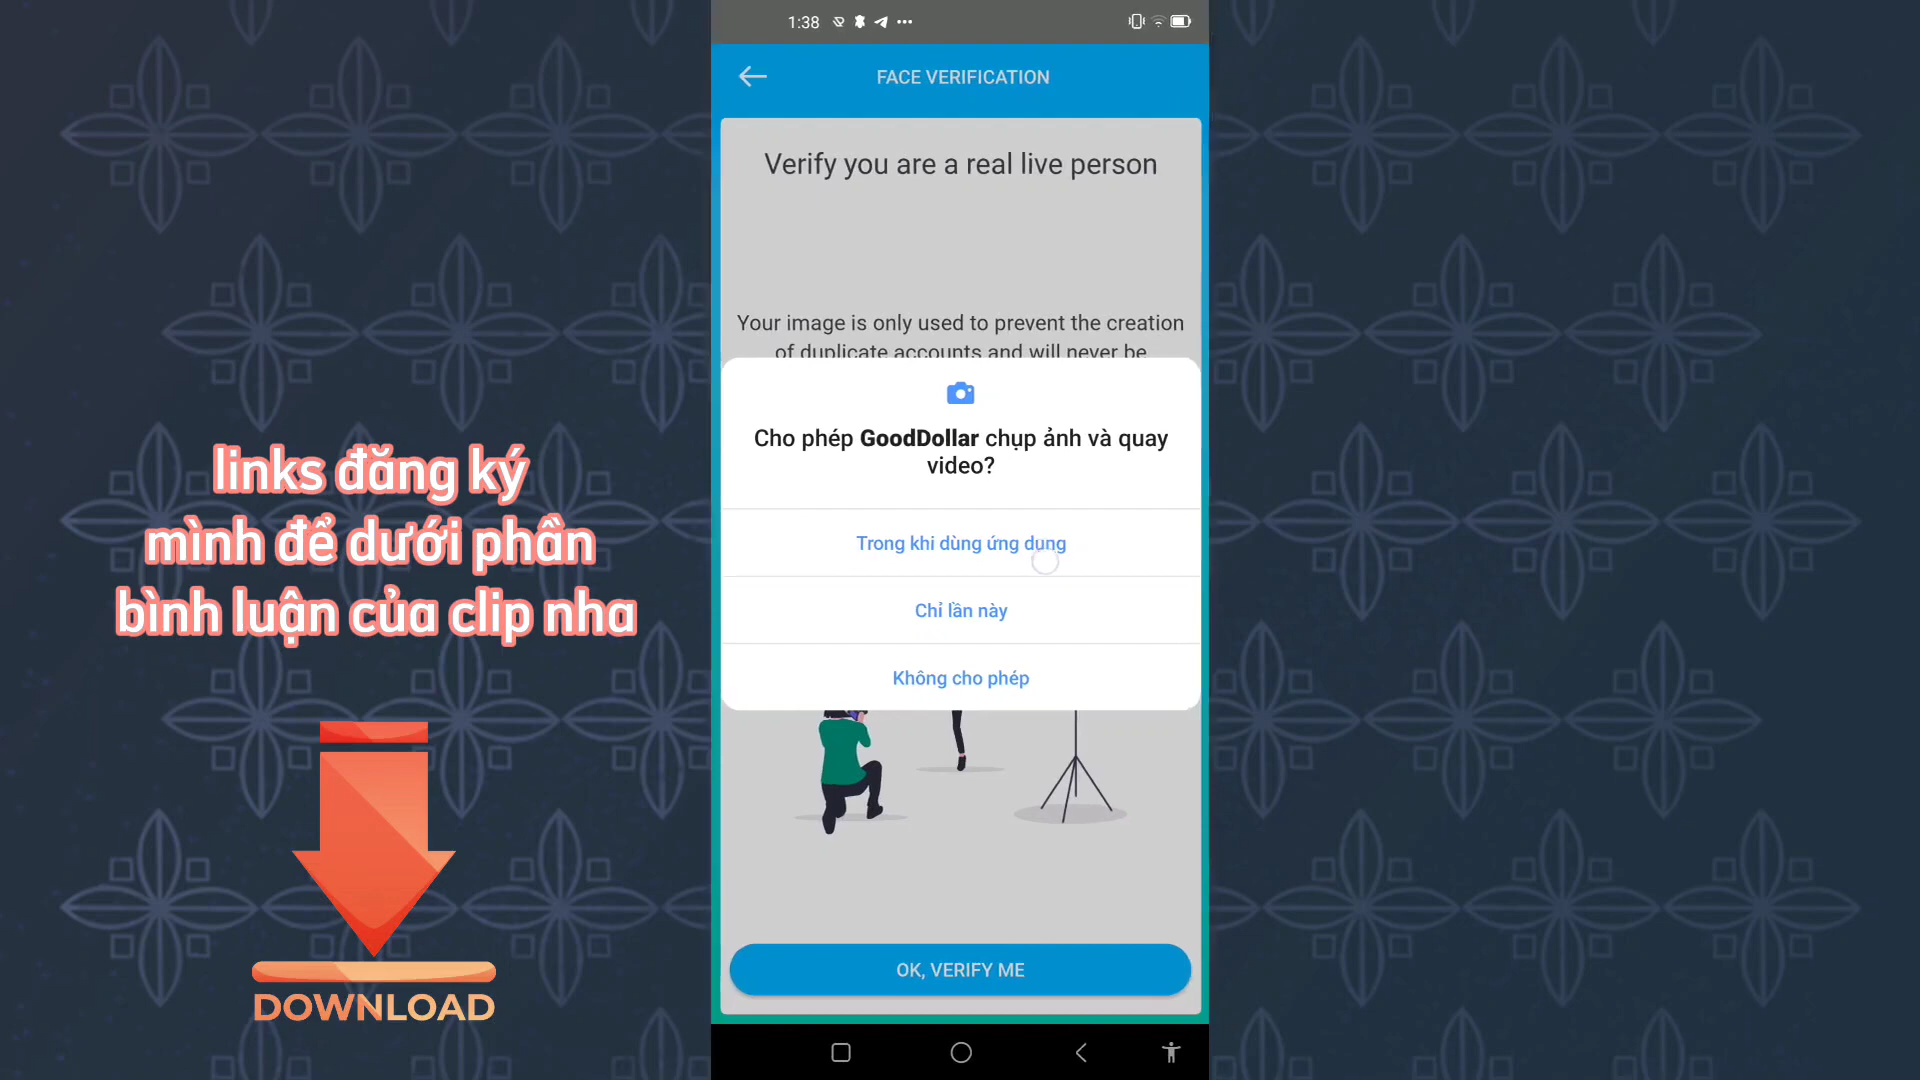 1:38
FACE VERIFICATION
Verify you are a real live person
Your image is only used to prevent the creation
of duplicate accounts and will never be
Cho phép GoodDollar chụp ảnh và quay
video?
Trong khi dùng ứng dụng
Chỉ lần này
Không cho phép
OK, VERIFY ME
links đăng ký
mình để dưới phần
bình luận của clip nha
DOWNLOAD